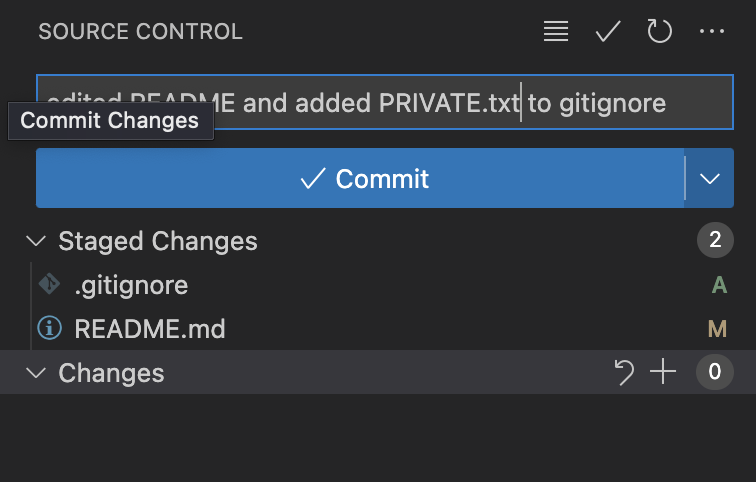 SOURCE CONTROL
edited README and added PRIVATE.txt to gitignore
Commit Changes
Commit
Staged Changes 2
.gitignore A
README.md M
Changes 0